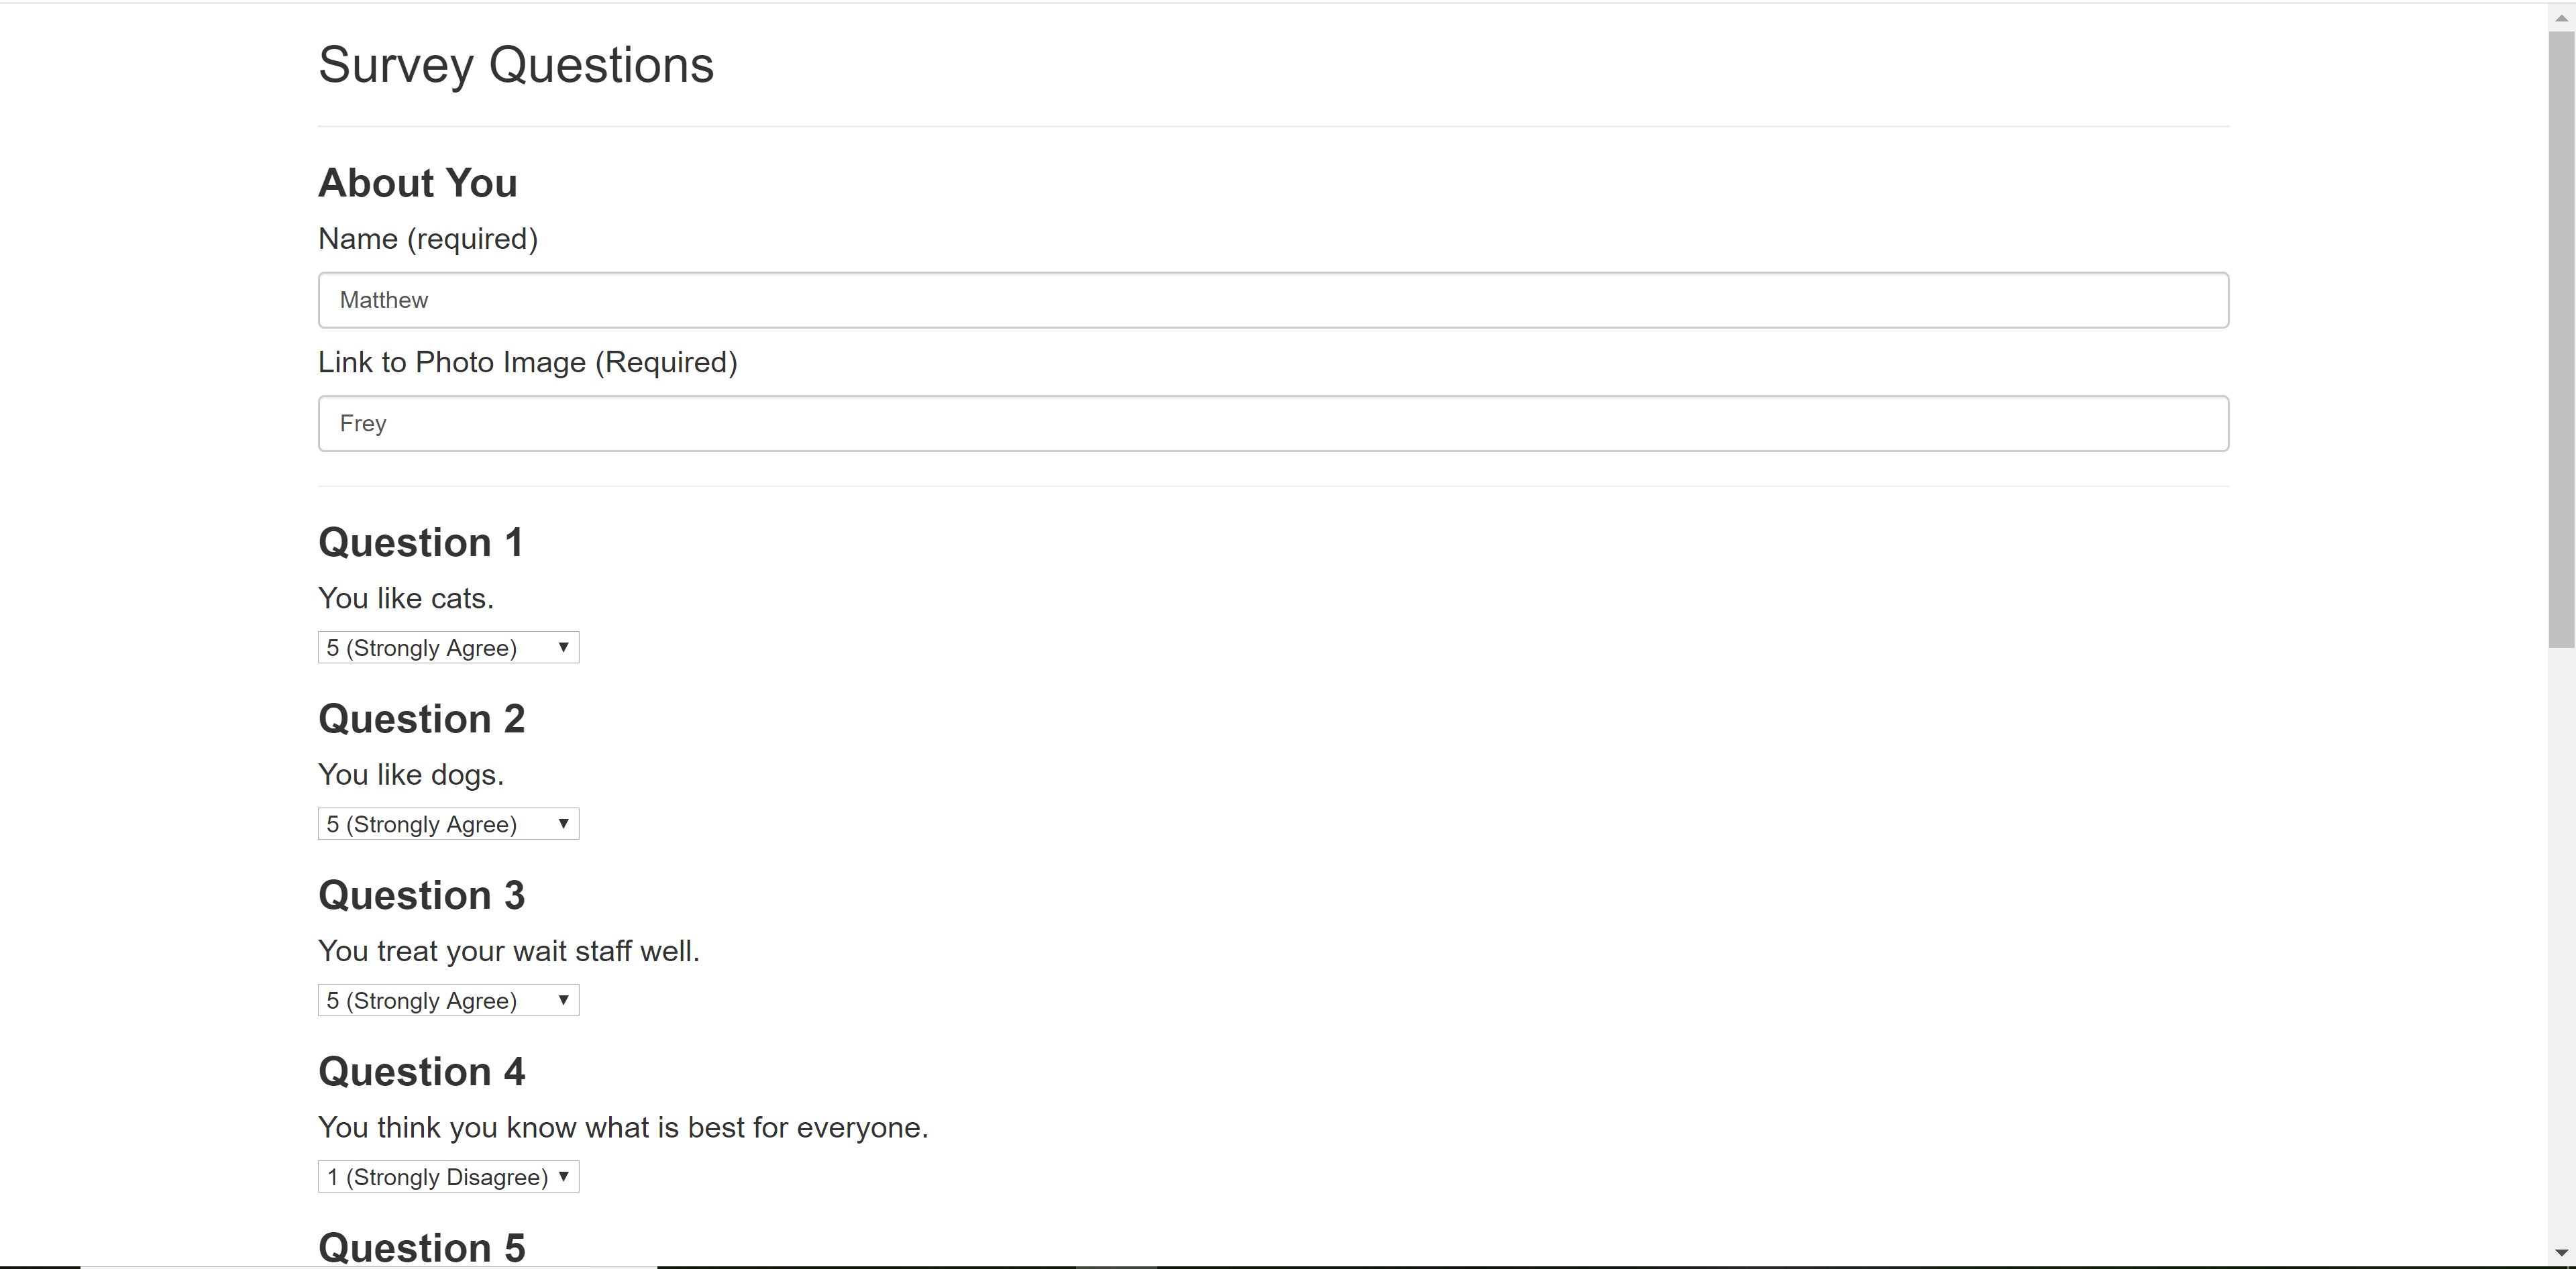 Survey Questions
About You
Name (required)
Matthew
Link to Photo Image (Required)
Frey
Question 1
You like cats.
5 (Strongly Agree)
Question 2
You like dogs.
5 (Strongly Agree)
Question 3
You treat your wait staff well.
5 (Strongly Agree)
Question 4
You think you know what is best for everyone.
1 (Strongly Disagree)
Question 5